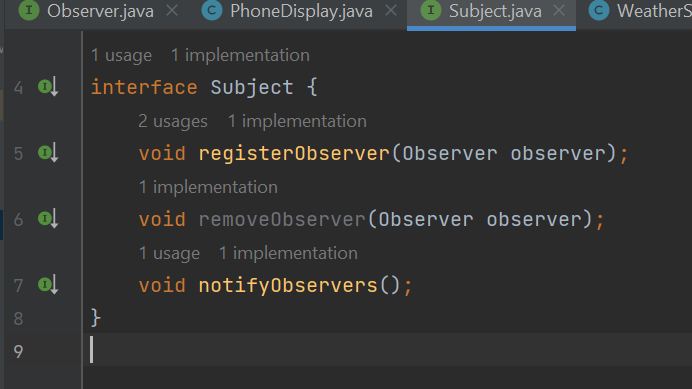 Observer.java × PhoneDisplay.java × Subject.java × WeatherS
1 usage 1 implementation
4 interface Subject {
2 usages 1 implementation
5 void registerObserver(Observer observer);
1 implementation
6 void removeObserver(Observer observer);
1 usage 1 implementation
7 void notifyObservers();
8 }
9